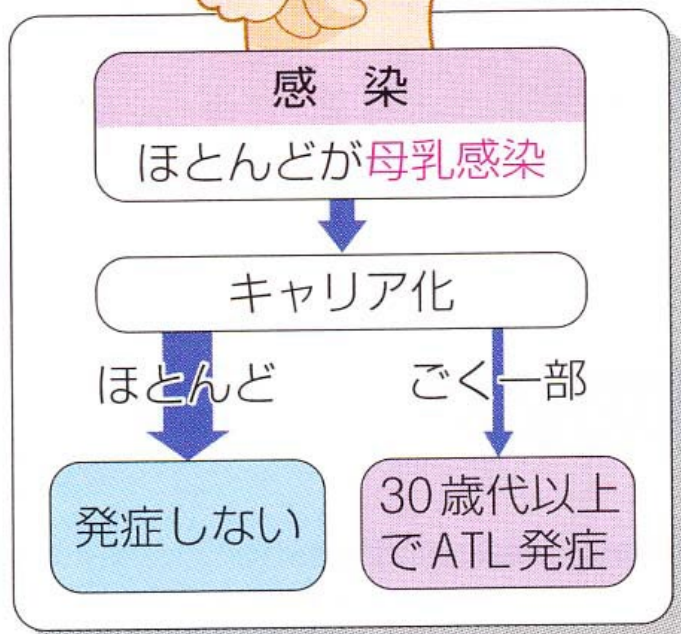 感 染
ほとんどが母乳感染
キャリア化
ほとんど
ごく一部
発症しない
30歳代以上
でATL発症